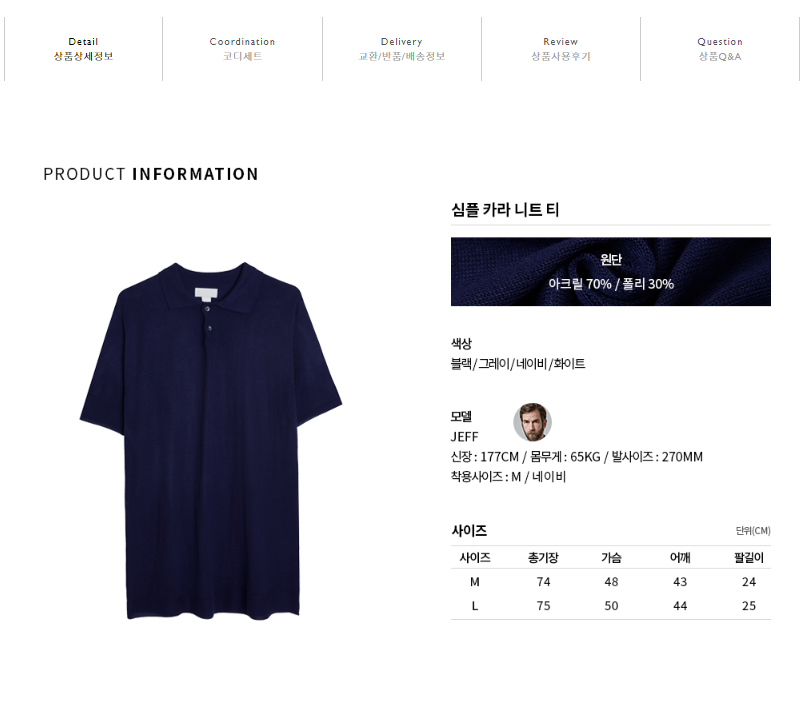 Detail
상품상세정보
Coordination
코디세트
Delivery
교환/반품/배송정보
Review
상품사용후기
Question
상품Q&A
PRODUCT INFORMATION
심플 카라 니트 티
원단
아크릴 70% / 폴리 30%
색상
블랙/그레이/네이비/화이트
모델
JEFF
신장 : 177CM / 몸무게 : 65KG / 발사이즈 : 270MM
착용사이즈 : M / 네이비
사이즈 단위(CM)
사이즈 총기장 가슴 어깨 팔길이
M 74 48 43 24
L 75 50 44 25